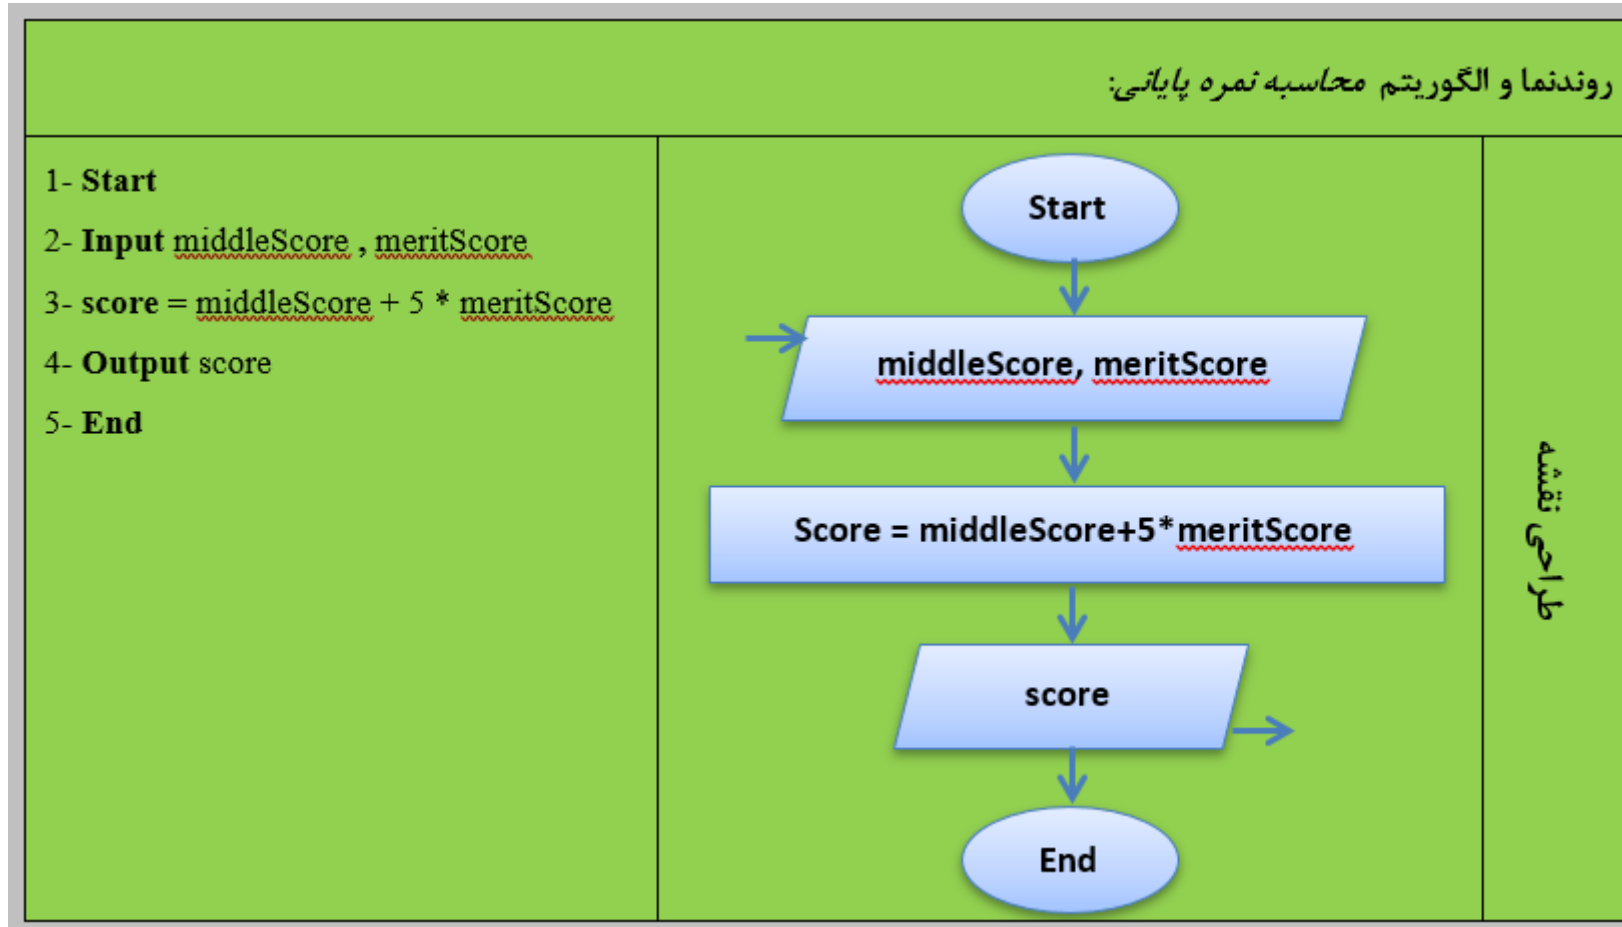 روندنما و الگوریتم محاسبه نمره پایانی:
1- Start
2- Input middleScore , meritScore
3- score = middleScore + 5 * meritScore
4- Output score
5- End
Start
middleScore, meritScore
Score = middleScore+5*meritScore
score
End
طراحی نقشه